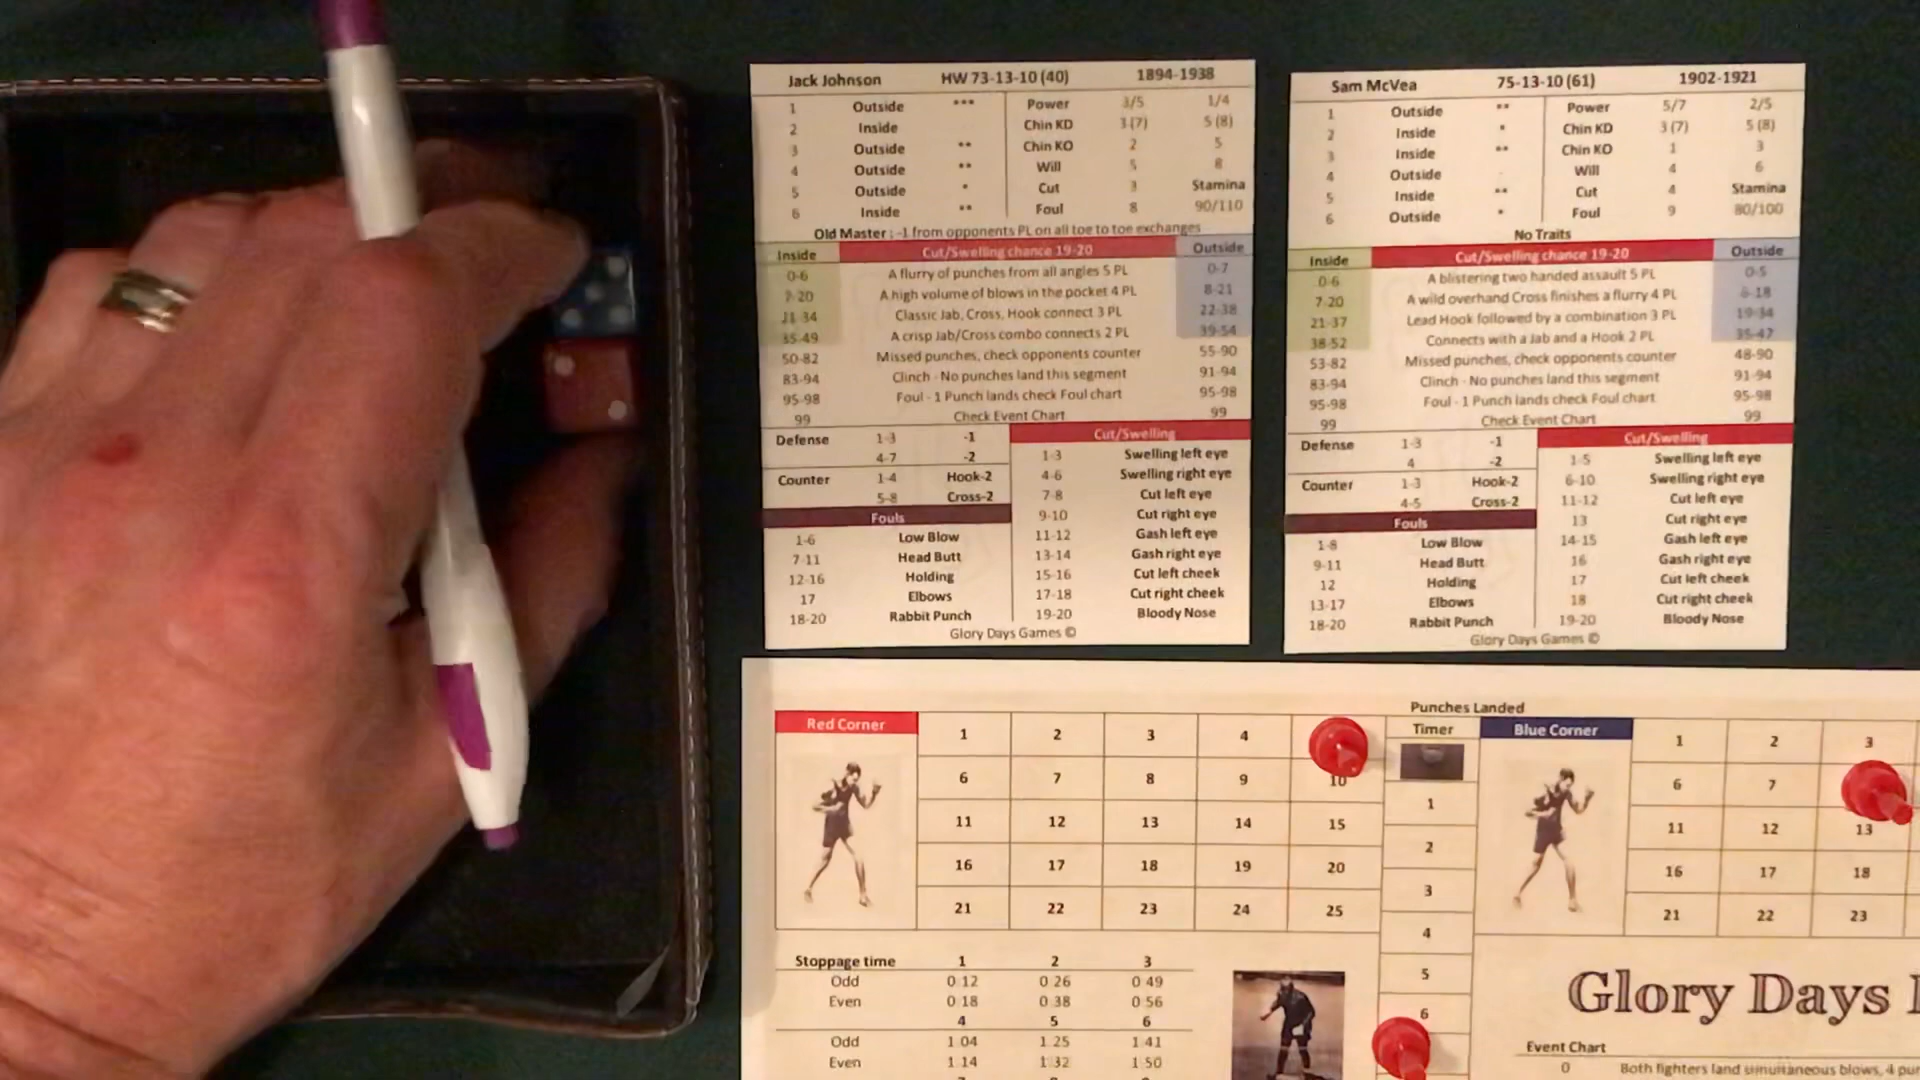 Jack Johnson HW 73-13-10 (40) 1894-1938
1 Outside *** Power 3/5 1/4
2 Inside Chin KD 3 (7) 5 (8)
3 Outside ** Chin KO 2 5
4 Outside ** Will 5 8
5 Outside * Cut 3 Stamina
6 Inside ** Foul 8 90/110
Old Master : -1 from opponents PL on all toe to toe exchanges
Inside Cut/Swelling chance 19-20 Outside
0-6 A flurry of punches from all angles 5 PL 0-7
7-20 A high volume of blows in the pocket 4 PL 8-21
21-34 Classic Jab, Cross, Hook connect 3 PL 22-38
35-49 A crisp Jab/Cross combo connects 2 PL 39-54
50-82 Missed punches, check opponents counter 55-90
83-94 Clinch - No punches land this segment 91-94
95-98 Foul - 1 Punch lands check Foul chart 95-98
99 Check Event Chart 99
Defense 1-3 -1
4-7 -2
Counter 1-4 Hook-2
5-8 Cross-2
Fouls
1-6 Low Blow
7-11 Head Butt
12-16 Holding
17 Elbows
18-20 Rabbit Punch
Cut/Swelling
1-3 Swelling left eye
4-6 Swelling right eye
7-8 Cut left eye
9-10 Cut right eye
11-12 Gash left eye
13-14 Gash right eye
15-16 Cut left cheek
17-18 Cut right cheek
19-20 Bloody Nose
Glory Days Games ©
Sam McVea 75-13-10 (61) 1902-1921
1 Outside ** Power 5/7 2/5
2 Inside * Chin KD 3 (7) 5 (8)
3 Inside ** Chin KO 1 3
4 Outside Will 4 6
5 Inside ** Cut 4 Stamina
6 Outside * Foul 9 80/100
No Traits
Inside Cut/Swelling chance 19-20 Outside
0-6 A blistering two handed assault 5 PL 0-5
7-20 A wild overhand Cross finishes a flurry 4 PL 6-18
21-37 Lead Hook followed by a combination 3 PL 19-34
38-52 Connects with a Jab and a Hook 2 PL 35-47
53-82 Missed punches, check opponents counter 48-90
83-94 Clinch - No punches land this segment 91-94
95-98 Foul - 1 Punch lands check Foul chart 95-98
99 Check Event Chart 99
Defense 1-3 -1
4 -2
Counter 1-3 Hook-2
4-5 Cross-2
Fouls
1-8 Low Blow
9-11 Head Butt
12 Holding
13-17 Elbows
18-20 Rabbit Punch
Cut/Swelling
1-5 Swelling left eye
6-10 Swelling right eye
11-12 Cut left eye
13 Cut right eye
14-15 Gash left eye
16 Gash right eye
17 Cut left cheek
18 Cut right cheek
19-20 Bloody Nose
Glory Days Games ©
Punches Landed
Red Corner 1 2 3 4
6 7 8 9 10
11 12 13 14 15
16 17 18 19 20
21 22 23 24 25
Timer
1
2
3
4
5
6
Blue Corner 1 2 3
6 7
11 12 13
16 17 18
21 22 23
Stoppage time 1 2 3
Odd 0 12 0 26 0 49
Even 0 18 0 38 0 56
4 5 6
Odd 1 04 1 25 1 41
Even 1 14 1 32 1 50
Glory Days
Event Chart
0 Both fighters land simultaneous blows, 4